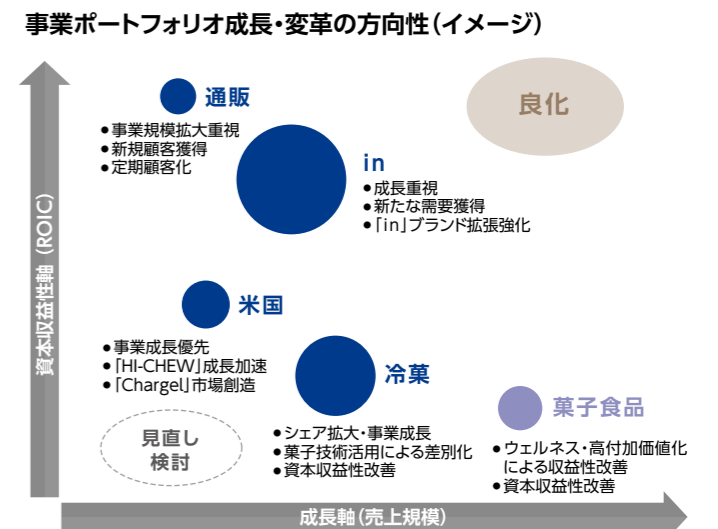 事業ポートフォリオ成長・変革の方向性（イメージ）
資本収益性軸（ROIC）
通販
●事業規模拡大重視
●新規顧客獲得
●定期顧客化
良化
in
●成長重視
●新たな需要獲得
●「in」ブランド拡張強化
米国
●事業成長優先
●「HI-CHEW」成長加速
●「Chargel」市場創造
冷菓
●シェア拡大・事業成長
●菓子技術活用による差別化
●資本収益性改善
菓子食品
●ウェルネス・高付加価値化
による収益性改善
●資本収益性改善
見直し
検討
成長軸（売上規模）